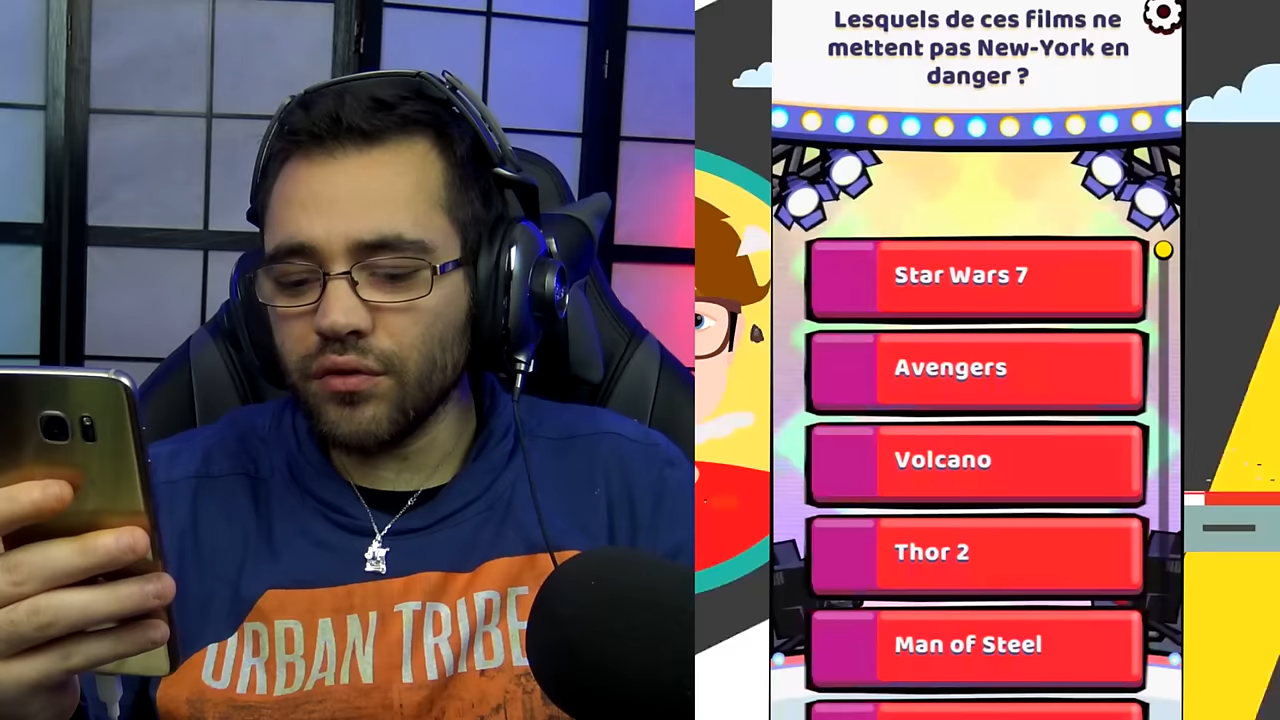 Lesquels de ces films ne
mettent pas New-York en
danger ?
Star Wars 7
Avengers
Volcano
Thor 2
Man of Steel
URBAN TRIBE